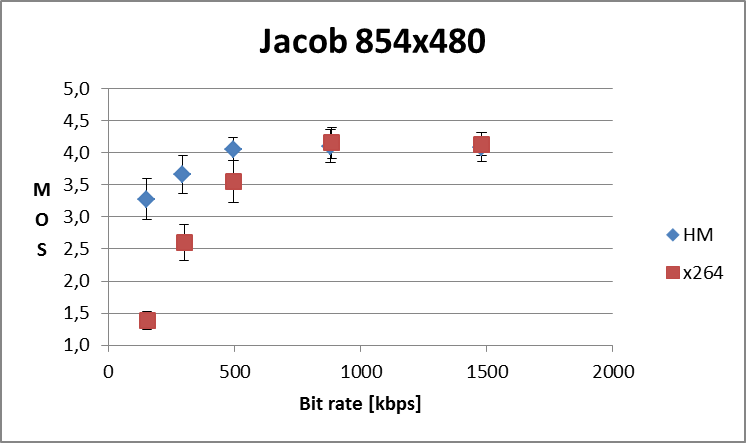 Jacob 854x480
5,0
4,5
4,0
3,5
3,0
2,5
2,0
1,5
1,0
M
O
S
0 500 1000 1500 2000
Bit rate [kbps]
HM
x264